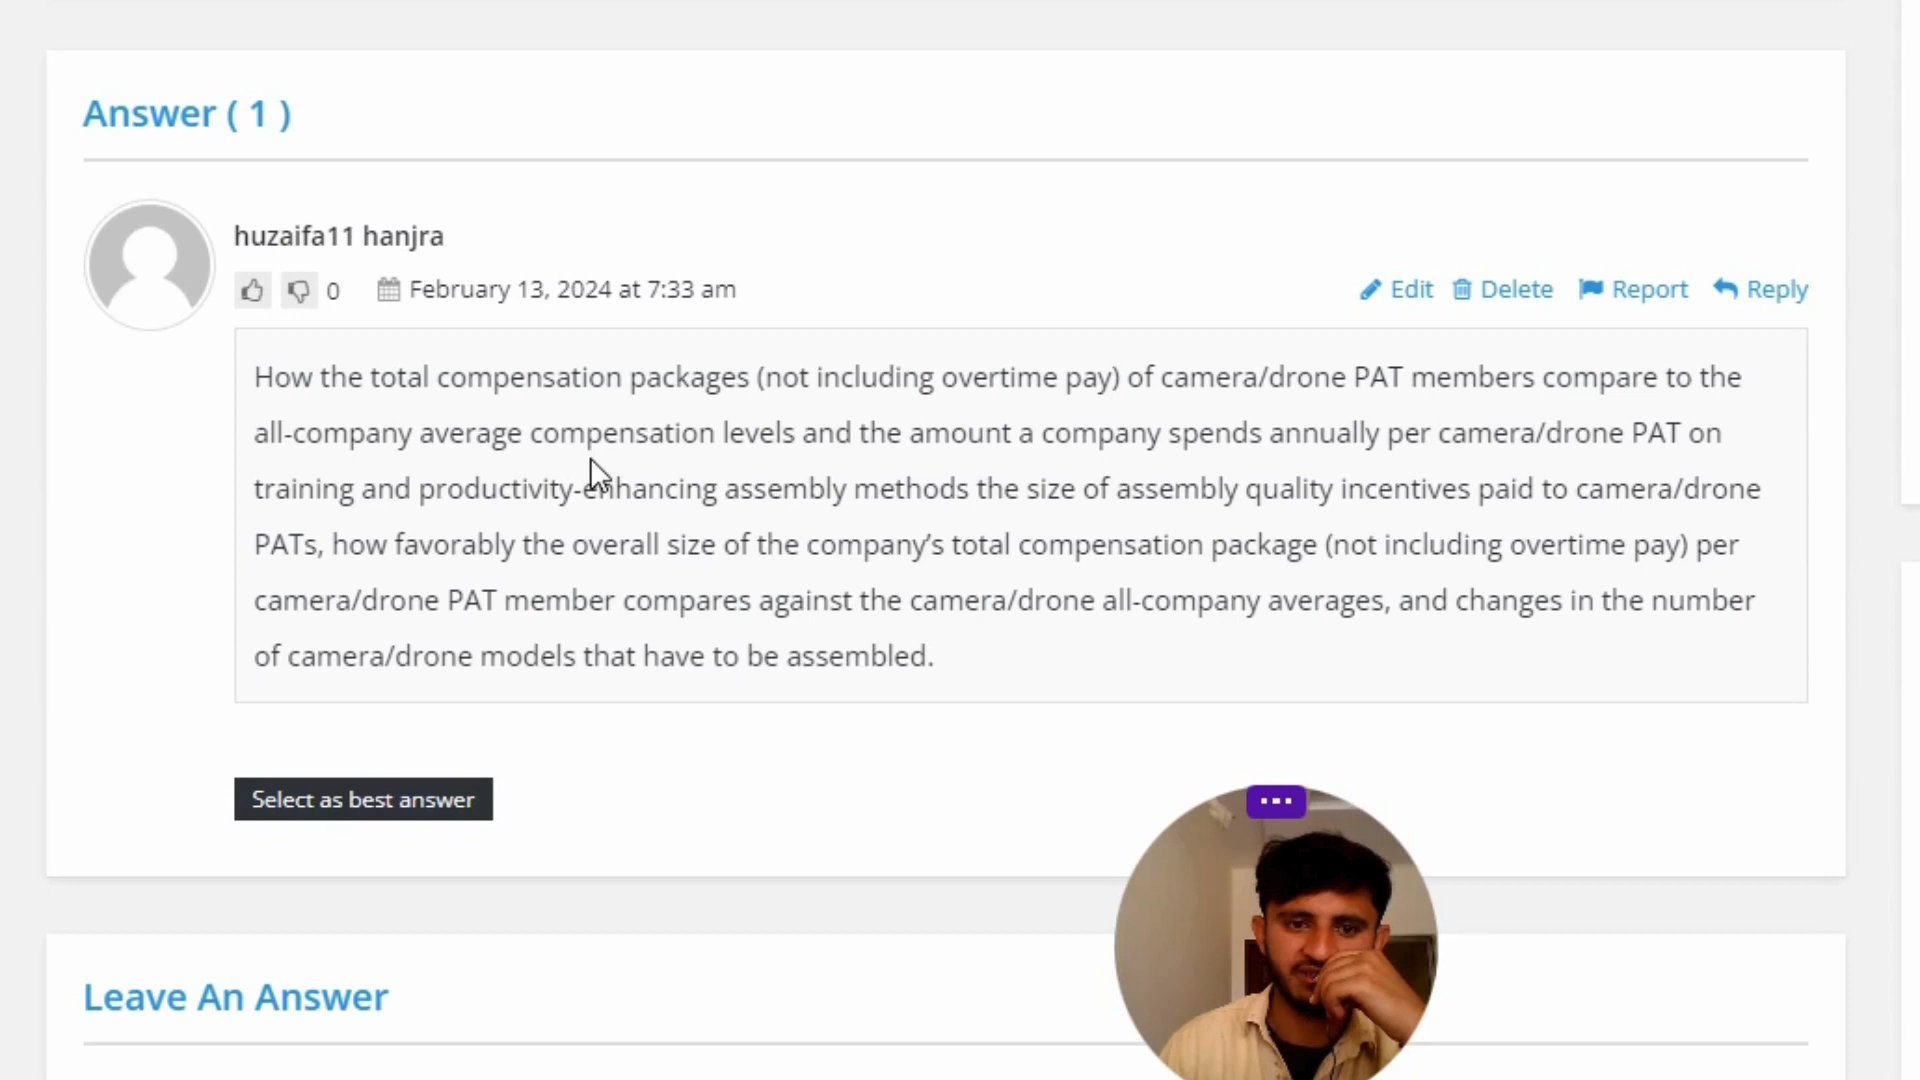 Answer ( 1 )
huzaifa11 hanjra
0 February 13, 2024 at 7:33 am Edit Delete Report Reply
How the total compensation packages (not including overtime pay) of camera/drone PAT members compare to the
all-company average compensation levels and the amount a company spends annually per camera/drone PAT on
training and productivity-enhancing assembly methods the size of assembly quality incentives paid to camera/drone
PATs, how favorably the overall size of the company’s total compensation package (not including overtime pay) per
camera/drone PAT member compares against the camera/drone all-company averages, and changes in the number
of camera/drone models that have to be assembled.
Select as best answer
Leave An Answer